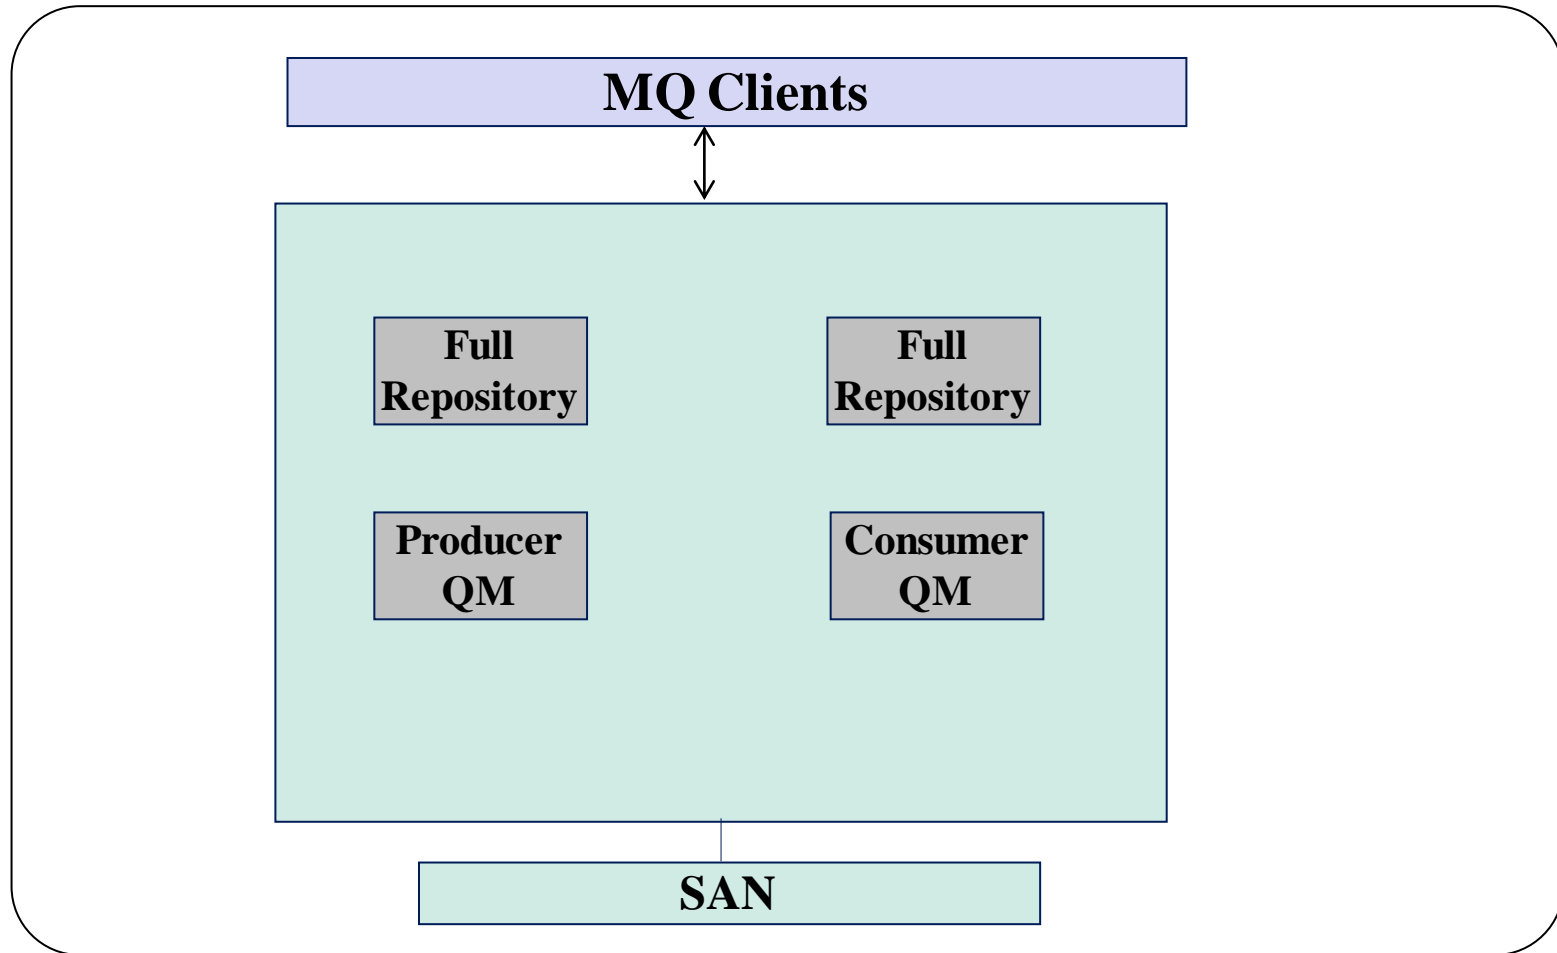 MQ Clients
Full
Repository
Full
Repository
Producer
QM
Consumer
QM
SAN